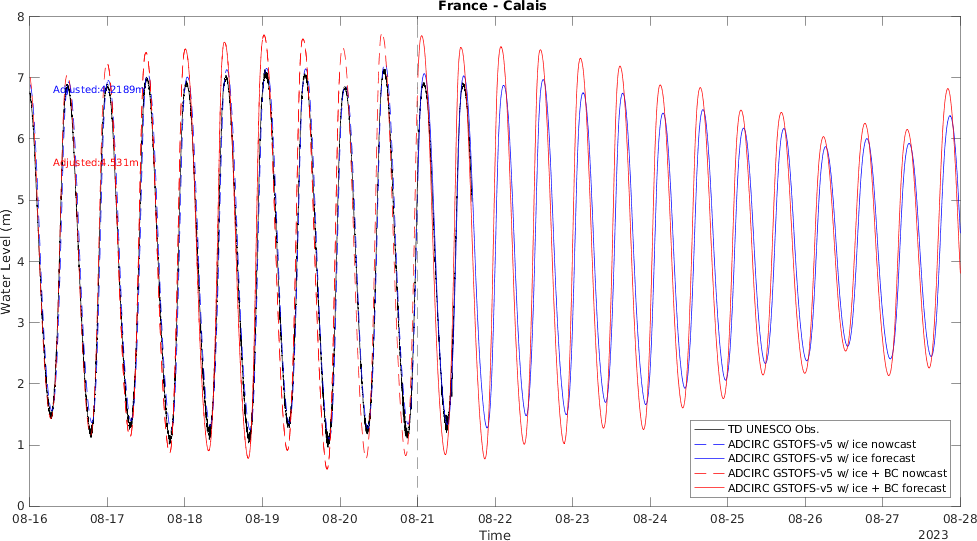 France - Calais
8
7
6
5
4
3
2
1
0
Water Level (m)
Adjusted:4.2189m
Adjusted:4.531m
TD UNESCO Obs.
ADCIRC GSTOFS-v5 w/ ice nowcast
ADCIRC GSTOFS-v5 w/ ice forecast
ADCIRC GSTOFS-v5 w/ ice + BC nowcast
ADCIRC GSTOFS-v5 w/ ice + BC forecast
08-16 08-17 08-18 08-19 08-20 08-21 08-22 08-23 08-24 08-25 08-26 08-27 08-28
Time
2023